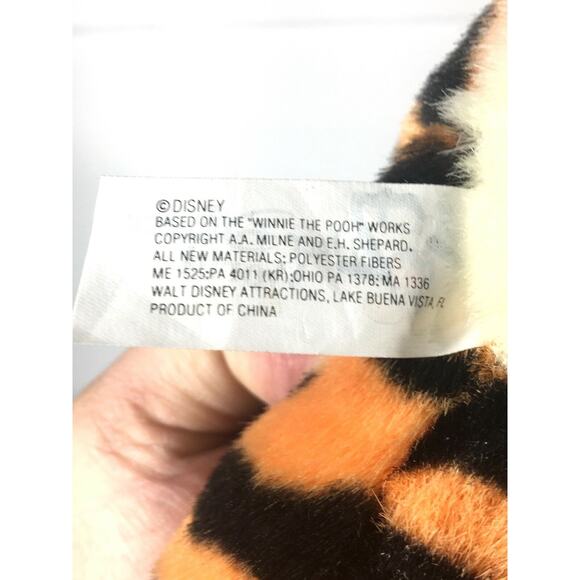 ©DISNEY
BASED ON THE "WINNIE THE POOH" WORKS
COPYRIGHT A.A. MILNE AND E.H. SHEPARD.
ALL NEW MATERIALS: POLYESTER FIBERS
ME 1525:PA 4011 (KR):OHIO PA 1378: MA 1336
WALT DISNEY ATTRACTIONS, LAKE BUENA VISTA, FL
PRODUCT OF CHINA